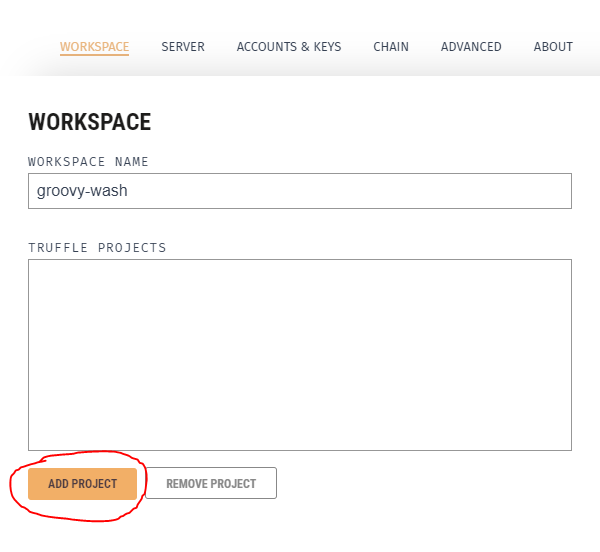 WORKSPACE SERVER ACCOUNTS & KEYS CHAIN ADVANCED ABOUT
WORKSPACE
WORKSPACE NAME
groovy-wash
TRUFFLE PROJECTS
ADD PROJECT REMOVE PROJECT